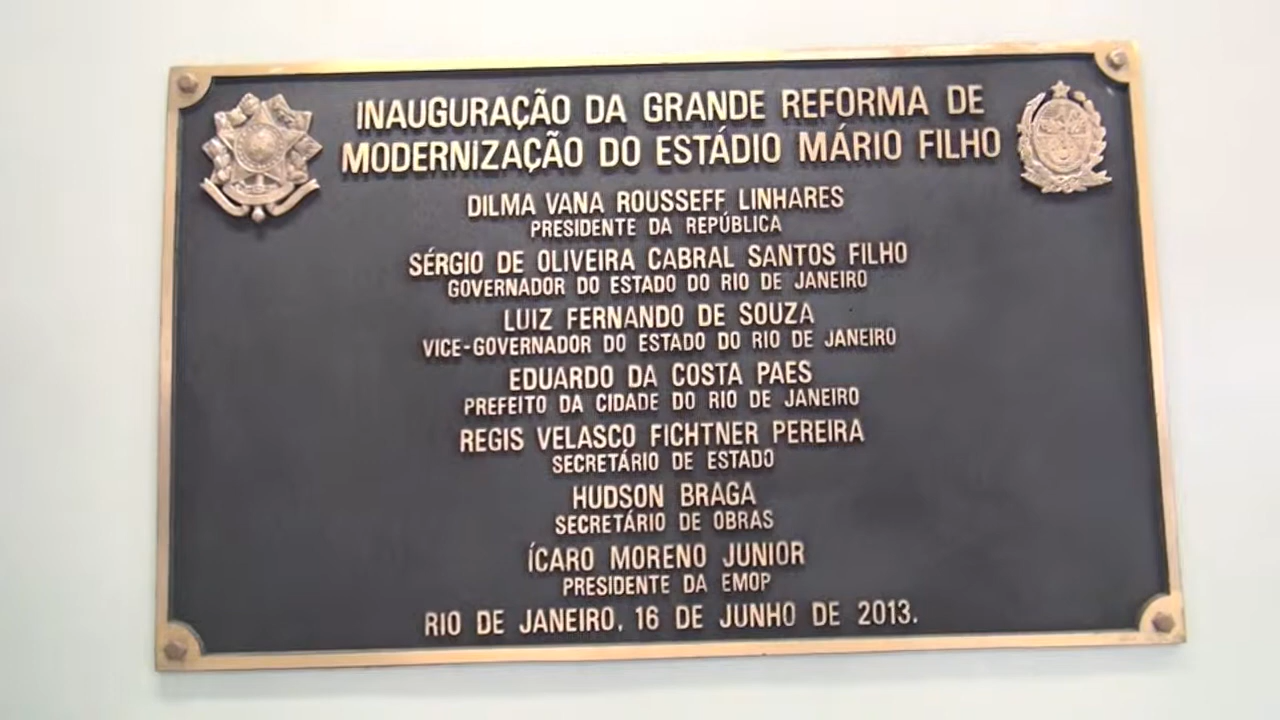 INAUGURAÇÃO DA GRANDE REFORMA DE
MODERNIZAÇÃO DO ESTÁDIO MÁRIO FILHO
DILMA VANA ROUSSEFF LINHARES
PRESIDENTE DA REPÚBLICA
SÉRGIO DE OLIVEIRA CABRAL SANTOS FILHO
GOVERNADOR DO ESTADO DO RIO DE JANEIRO
LUIZ FERNANDO DE SOUZA
VICE-GOVERNADOR DO ESTADO DO RIO DE JANEIRO
EDUARDO DA COSTA PAES
PREFEITO DA CIDADE DO RIO DE JANEIRO
REGIS VELASCO FICHTNER PEREIRA
SECRETÁRIO DE ESTADO
HUDSON BRAGA
SECRETÁRIO DE OBRAS
ÍCARO MORENO JUNIOR
PRESIDENTE DA EMOP
RIO DE JANEIRO, 16 DE JUNHO DE 2013.